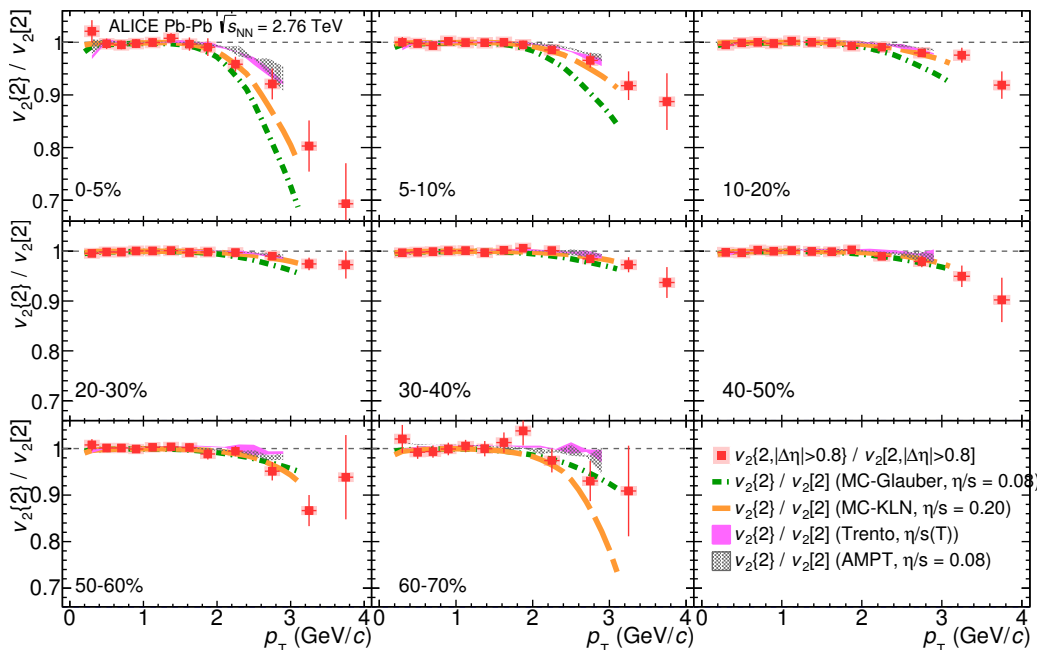 ALICE Pb-Pb √sNN = 2.76 TeV
v2{2} / v2[2]
1
0.9
0.8
0.7
0-5%
5-10%
10-20%
v2{2} / v2[2]
1
0.9
0.8
0.7
20-30%
30-40%
40-50%
v2{2} / v2[2]
1
0.9
0.8
0.7
50-60%
60-70%
v2{2,|Δη|>0.8} / v2[2,|Δη|>0.8]
v2{2} / v2[2] (MC-Glauber, η/s = 0.08)
v2{2} / v2[2] (MC-KLN, η/s = 0.20)
v2{2} / v2[2] (Trento, η/s(T))
v2{2} / v2[2] (AMPT, η/s = 0.08)
0 1 2 3 4 0 1 2 3 4 0 1 2 3 4
pT (GeV/c) pT (GeV/c) pT (GeV/c)